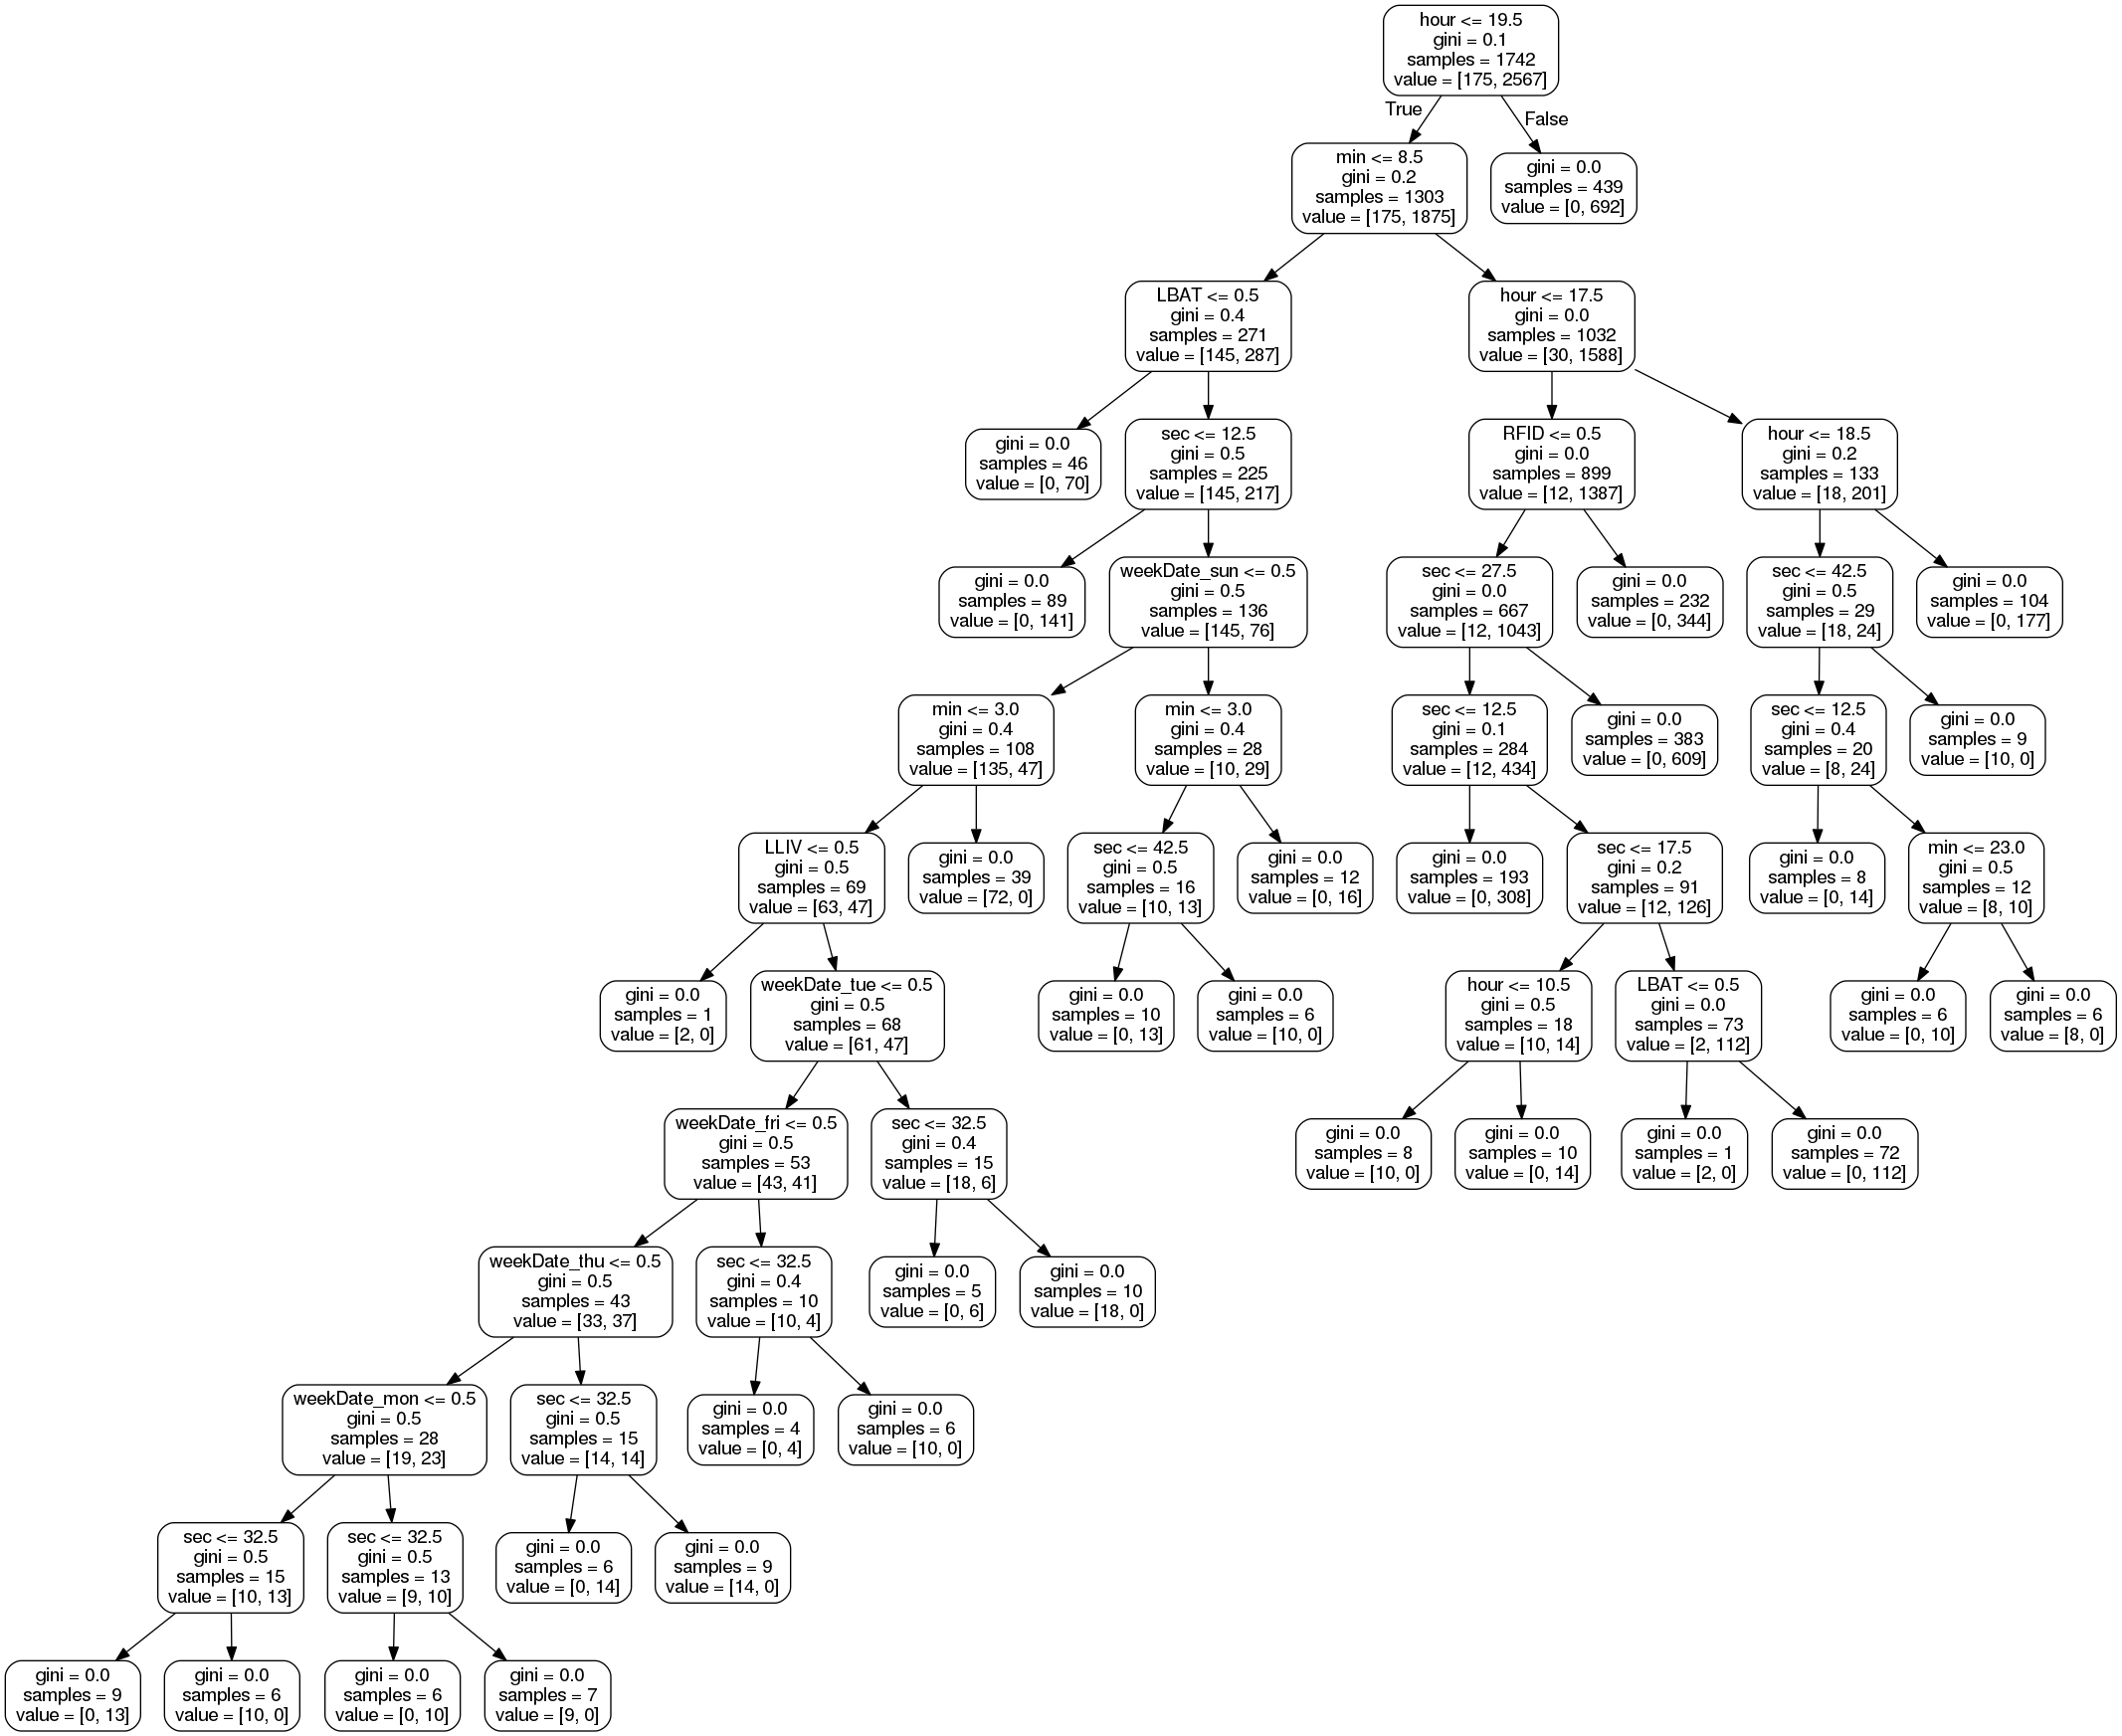 hour <= 19.5
gini = 0.1
samples = 1742
value = [175, 2567]
True
False
min <= 8.5
gini = 0.2
samples = 1303
value = [175, 1875]
gini = 0.0
samples = 439
value = [0, 692]
LBAT <= 0.5
gini = 0.4
samples = 271
value = [145, 287]
hour <= 17.5
gini = 0.0
samples = 1032
value = [30, 1588]
gini = 0.0
samples = 46
value = [0, 70]
sec <= 12.5
gini = 0.5
samples = 225
value = [145, 217]
RFID <= 0.5
gini = 0.0
samples = 899
value = [12, 1387]
hour <= 18.5
gini = 0.2
samples = 133
value = [18, 201]
gini = 0.0
samples = 89
value = [0, 141]
weekDate_sun <= 0.5
gini = 0.5
samples = 136
value = [145, 76]
sec <= 27.5
gini = 0.0
samples = 667
value = [12, 1043]
gini = 0.0
samples = 232
value = [0, 344]
sec <= 42.5
gini = 0.5
samples = 29
value = [18, 24]
gini = 0.0
samples = 104
value = [0, 177]
min <= 3.0
gini = 0.4
samples = 108
value = [135, 47]
min <= 3.0
gini = 0.4
samples = 28
value = [10, 29]
sec <= 12.5
gini = 0.1
samples = 284
value = [12, 434]
gini = 0.0
samples = 383
value = [0, 609]
sec <= 12.5
gini = 0.4
samples = 20
value = [8, 24]
gini = 0.0
samples = 9
value = [10, 0]
LLIV <= 0.5
gini = 0.5
samples = 69
value = [63, 47]
gini = 0.0
samples = 39
value = [72, 0]
sec <= 42.5
gini = 0.5
samples = 16
value = [10, 13]
gini = 0.0
samples = 12
value = [0, 16]
gini = 0.0
samples = 193
value = [0, 308]
sec <= 17.5
gini = 0.2
samples = 91
value = [12, 126]
gini = 0.0
samples = 8
value = [0, 14]
min <= 23.0
gini = 0.5
samples = 12
value = [8, 10]
gini = 0.0
samples = 1
value = [2, 0]
weekDate_tue <= 0.5
gini = 0.5
samples = 68
value = [61, 47]
gini = 0.0
samples = 10
value = [0, 13]
gini = 0.0
samples = 6
value = [10, 0]
hour <= 10.5
gini = 0.5
samples = 18
value = [10, 14]
LBAT <= 0.5
gini = 0.0
samples = 73
value = [2, 112]
gini = 0.0
samples = 6
value = [0, 10]
gini = 0.0
samples = 6
value = [8, 0]
weekDate_fri <= 0.5
gini = 0.5
samples = 53
value = [43, 41]
sec <= 32.5
gini = 0.4
samples = 15
value = [18, 6]
gini = 0.0
samples = 8
value = [10, 0]
gini = 0.0
samples = 10
value = [0, 14]
gini = 0.0
samples = 1
value = [2, 0]
gini = 0.0
samples = 72
value = [0, 112]
weekDate_thu <= 0.5
gini = 0.5
samples = 43
value = [33, 37]
sec <= 32.5
gini = 0.4
samples = 10
value = [10, 4]
gini = 0.0
samples = 5
value = [0, 6]
gini = 0.0
samples = 10
value = [18, 0]
weekDate_mon <= 0.5
gini = 0.5
samples = 28
value = [19, 23]
sec <= 32.5
gini = 0.5
samples = 15
value = [14, 14]
gini = 0.0
samples = 4
value = [0, 4]
gini = 0.0
samples = 6
value = [10, 0]
sec <= 32.5
gini = 0.5
samples = 15
value = [10, 13]
sec <= 32.5
gini = 0.5
samples = 13
value = [9, 10]
gini = 0.0
samples = 6
value = [0, 14]
gini = 0.0
samples = 9
value = [14, 0]
gini = 0.0
samples = 9
value = [0, 13]
gini = 0.0
samples = 6
value = [10, 0]
gini = 0.0
samples = 6
value = [0, 10]
gini = 0.0
samples = 7
value = [9, 0]